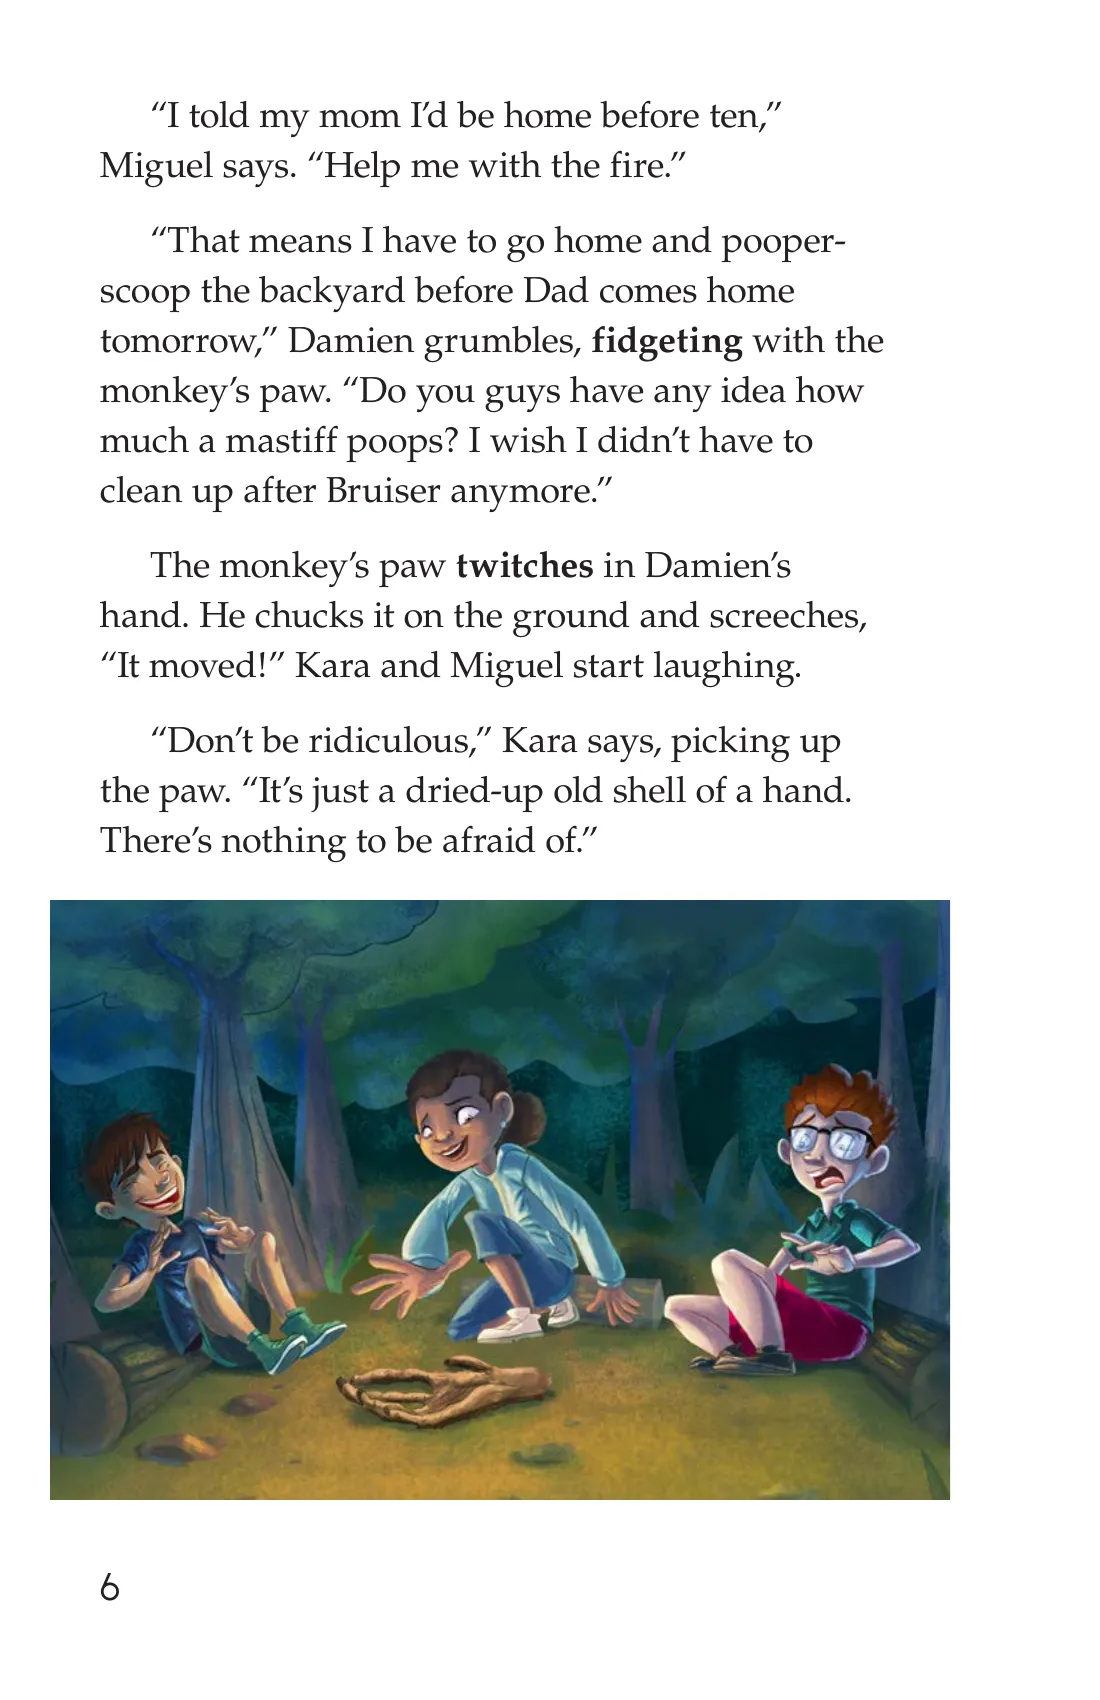 “I told my mom I’d be home before ten,”
Miguel says. “Help me with the fire.”
“That means I have to go home and pooper-
scoop the backyard before Dad comes home
tomorrow,” Damien grumbles, fidgeting with the
monkey’s paw. “Do you guys have any idea how
much a mastiff poops? I wish I didn’t have to
clean up after Bruiser anymore.”
The monkey’s paw twitches in Damien’s
hand. He chucks it on the ground and screeches,
“It moved!” Kara and Miguel start laughing.
“Don’t be ridiculous,” Kara says, picking up
the paw. “It’s just a dried-up old shell of a hand.
There’s nothing to be afraid of.”
6